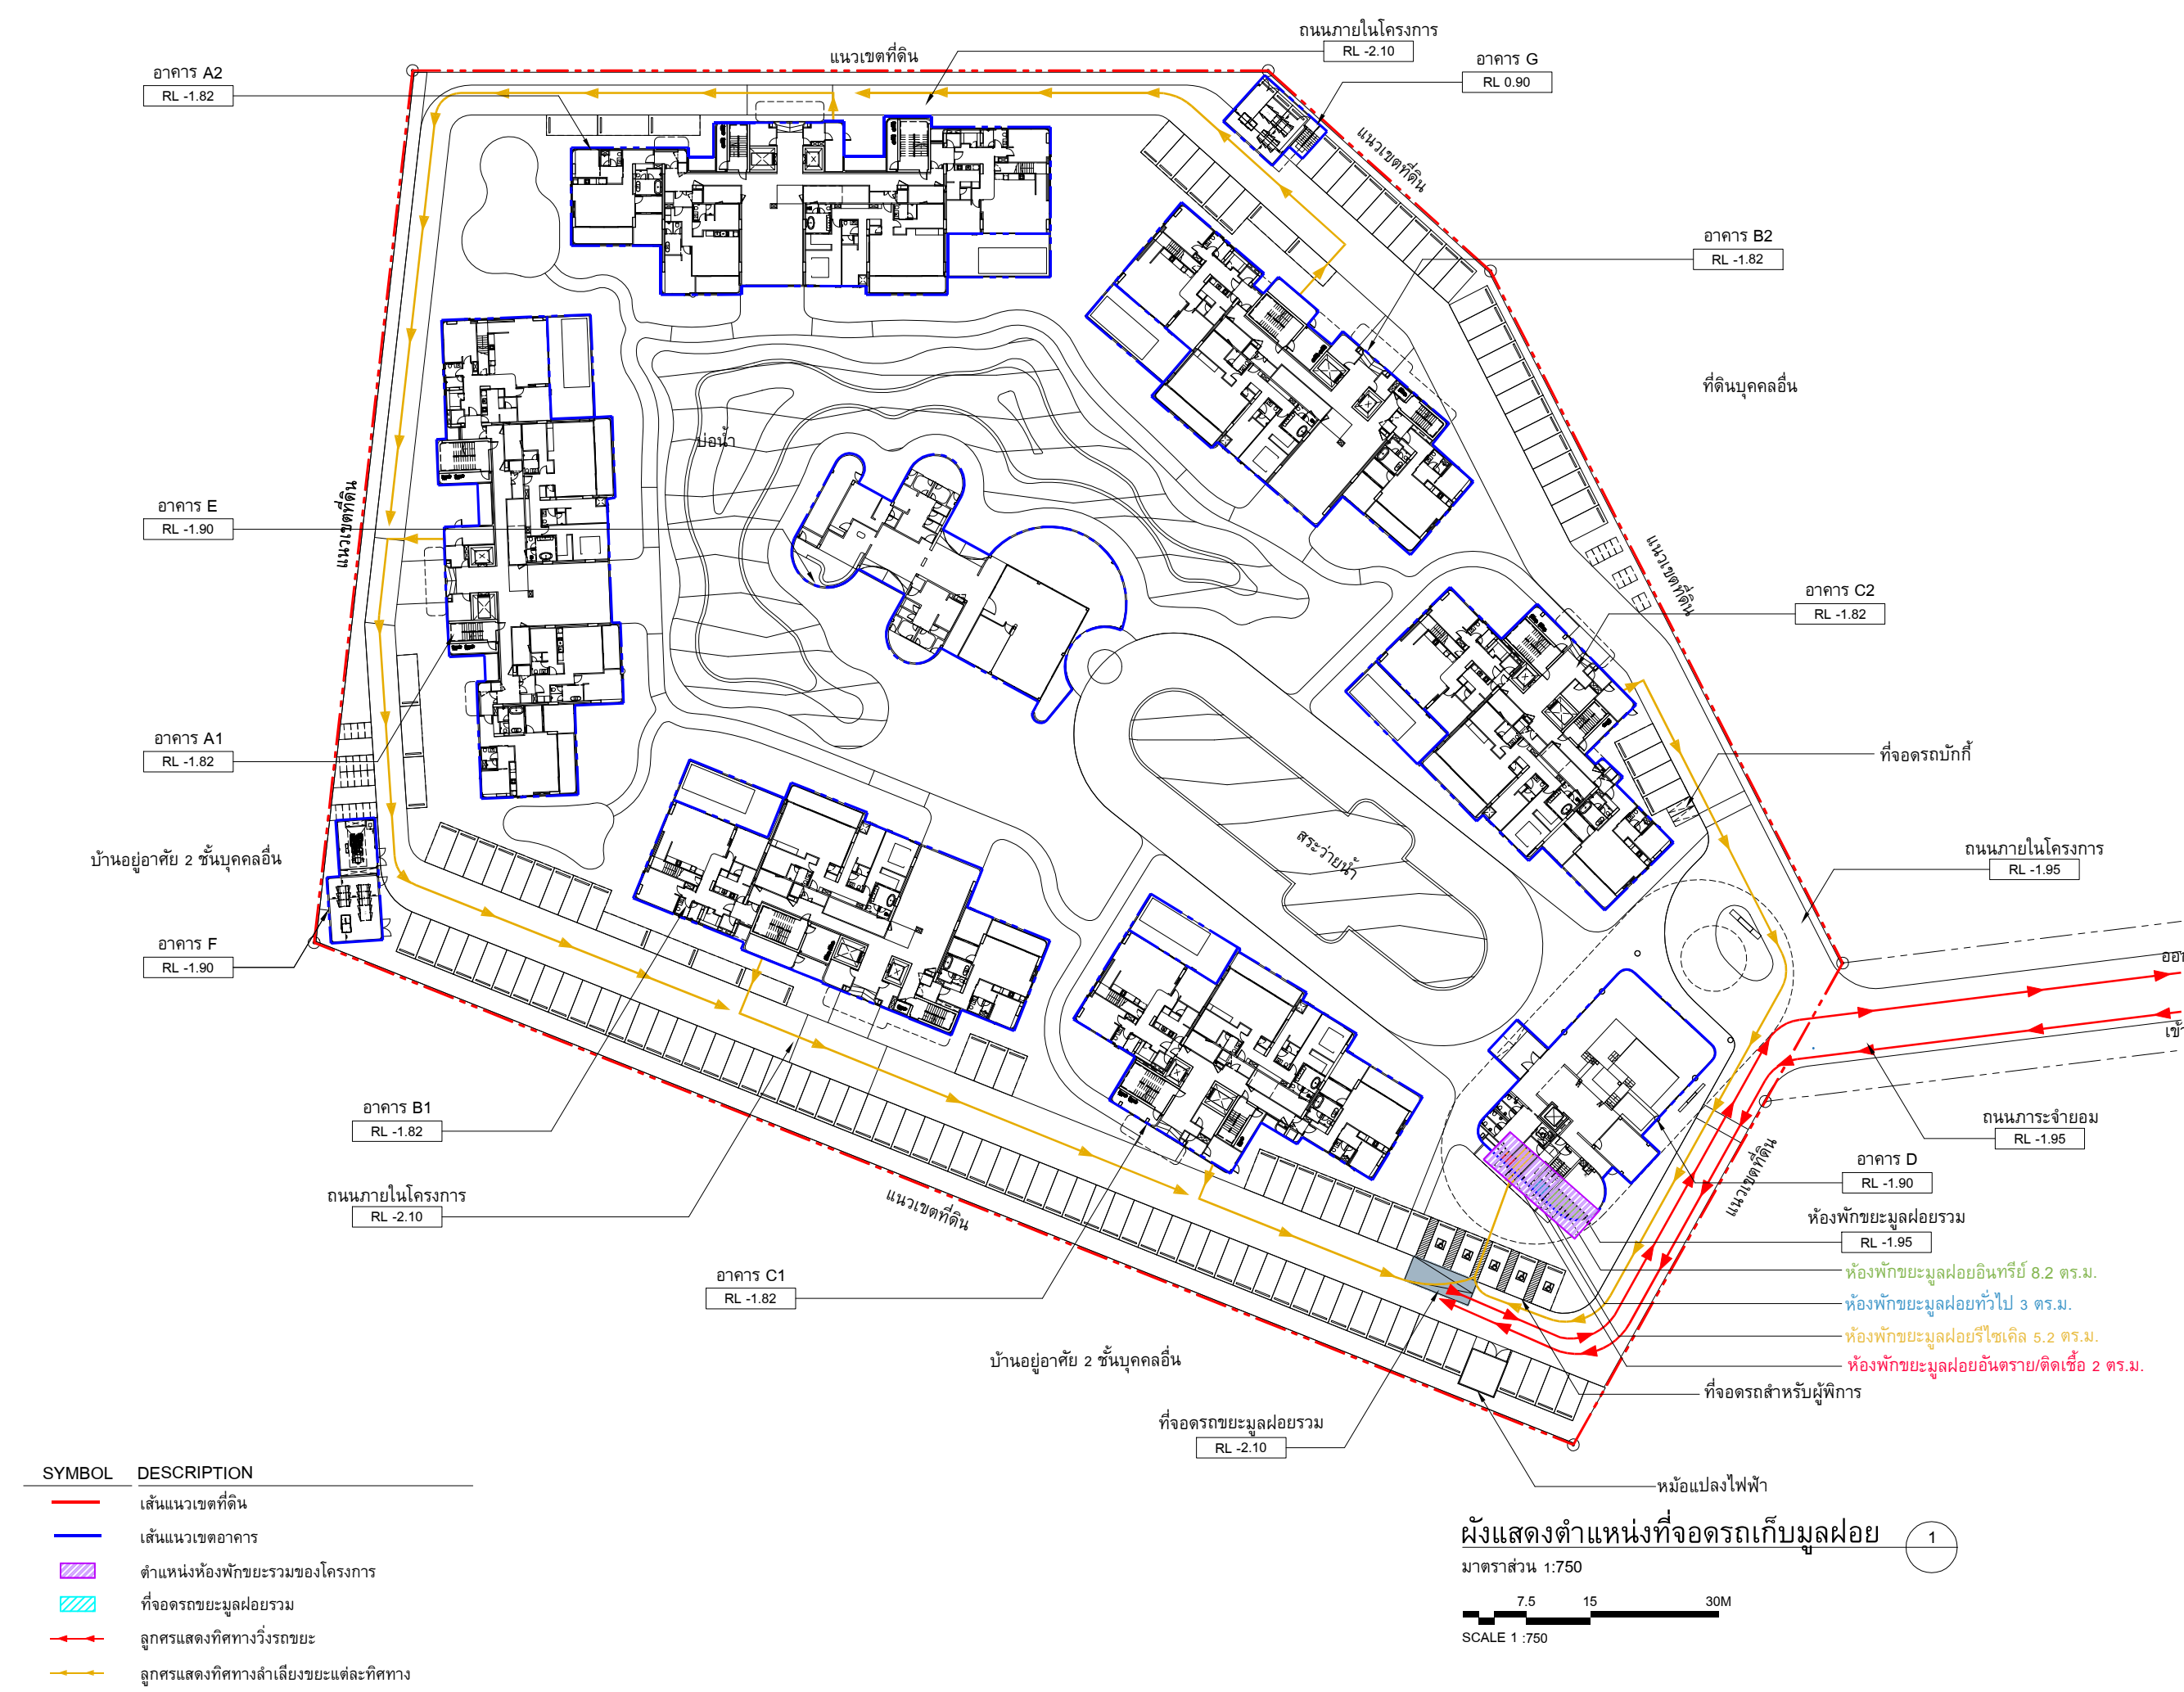 ถนนภายในโครงการ
RL -2.10
แนวเขตที่ดิน
อาคาร G
RL 0.90
อาคาร A2
RL -1.82
แนวเขตที่ดิน
อาคาร B2
RL -1.82
ที่ดินบุคคลอื่น
บ่อน้ำ
แนวเขตที่ดิน
อาคาร E
RL -1.90
แนวเขตที่ดิน
อาคาร C2
RL -1.82
อาคาร A1
RL -1.82
ที่จอดรถบักกี้
สระว่ายน้ำ
บ้านอยู่อาศัย 2 ชั้นบุคคลอื่น
ถนนภายในโครงการ
RL -1.95
อาคาร F
RL -1.90
อาคาร B1
RL -1.82
ถนนภาระจำยอม
RL -1.95
แนวเขตที่ดิน
อาคาร D
RL -1.90
ถนนภายในโครงการ
RL -2.10
แนวเขตที่ดิน
ห้องพักขยะมูลฝอยรวม
RL -1.95
ห้องพักขยะมูลฝอยอินทรีย์ 8.2 ตร.ม.
อาคาร C1
RL -1.82
ห้องพักขยะมูลฝอยทั่วไป 3 ตร.ม.
ห้องพักขยะมูลฝอยรีไซเคิล 5.2 ตร.ม.
บ้านอยู่อาศัย 2 ชั้นบุคคลอื่น
ห้องพักขยะมูลฝอยอันตราย/ติดเชื้อ 2 ตร.ม.
ที่จอดรถสำหรับผู้พิการ
ที่จอดรถขยะมูลฝอยรวม
RL -2.10
หม้อแปลงไฟฟ้า
SYMBOL DESCRIPTION
เส้นแนวเขตที่ดิน
เส้นแนวเขตอาคาร
ตำแหน่งห้องพักขยะรวมของโครงการ
ที่จอดรถขยะมูลฝอยรวม
ลูกศรแสดงทิศทางวิ่งรถขยะ
ลูกศรแสดงทิศทางลำเลียงขยะแต่ละทิศทาง
ผังแสดงตำแหน่งที่จอดรถเก็บมูลฝอย 1
มาตราส่วน 1:750
7.5 15 30M
SCALE 1 :750